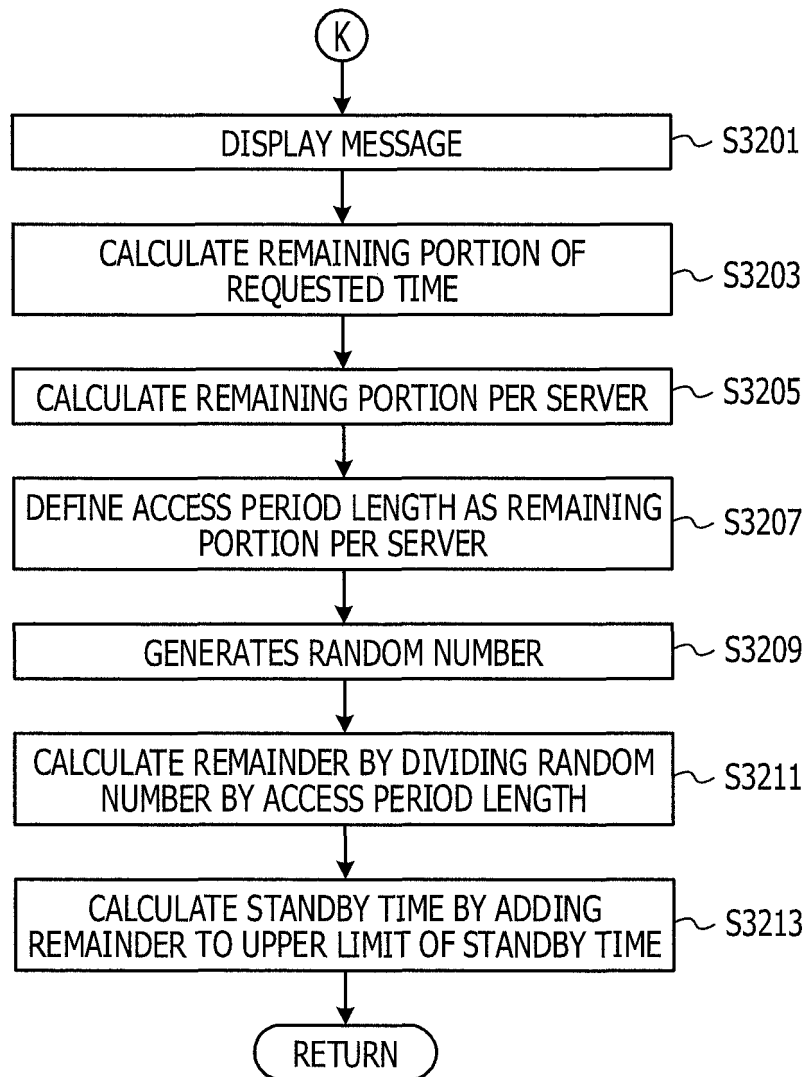 K
DISPLAY MESSAGE
S3201
CALCULATE REMAINING PORTION OF
REQUESTED TIME
S3203
CALCULATE REMAINING PORTION PER SERVER
S3205
DEFINE ACCESS PERIOD LENGTH AS REMAINING
PORTION PER SERVER
S3207
GENERATES RANDOM NUMBER
S3209
CALCULATE REMAINDER BY DIVIDING RANDOM
NUMBER BY ACCESS PERIOD LENGTH
S3211
CALCULATE STANDBY TIME BY ADDING
REMAINDER TO UPPER LIMIT OF STANDBY TIME
S3213
RETURN